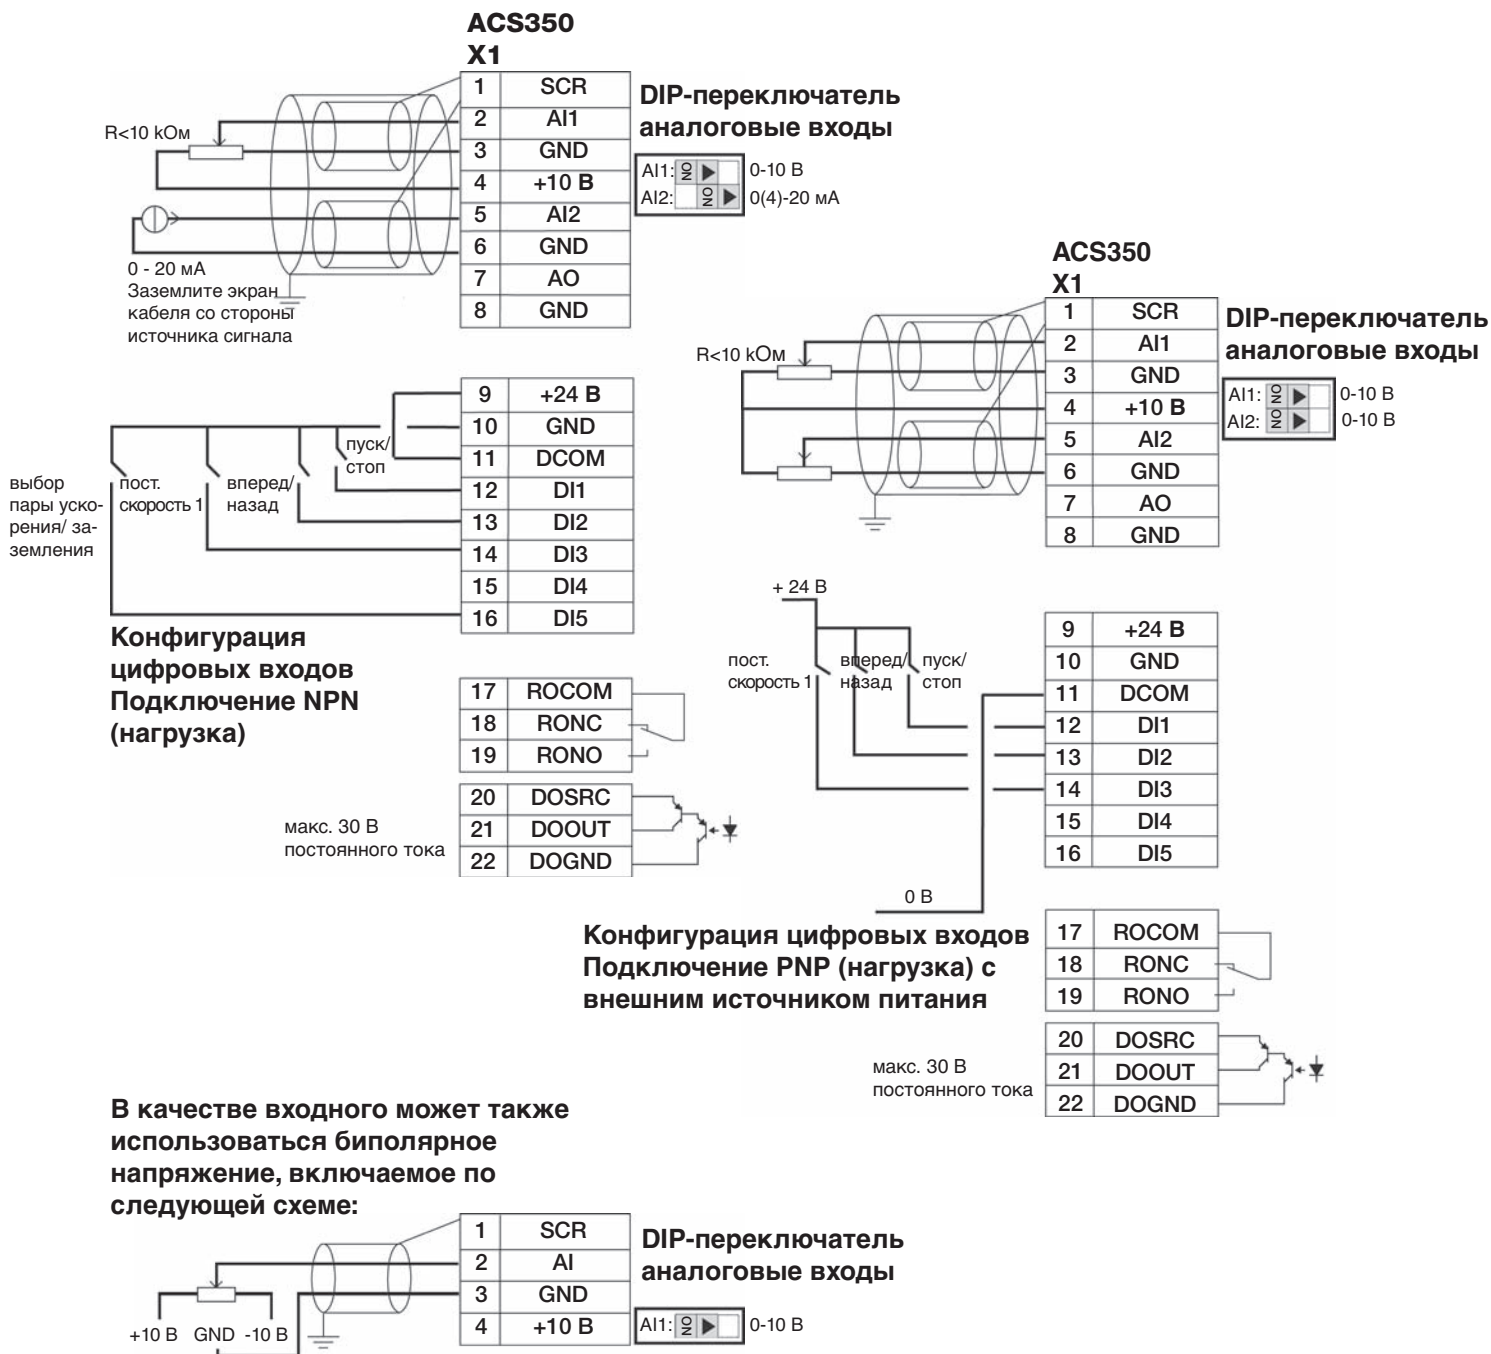 ACS350
X1
1 SCR
2 AI1
3 GND
4 +10 В
5 AI2
6 GND
7 AO
8 GND
R<10 kОм
0 - 20 мА
Заземлите экран
кабеля со стороны
источника сигнала
DIP-переключатель
аналоговые входы
AI1: ON 0-10 В
AI2: ON 0(4)-20 мА
9 +24 В
10 GND
11 DCOM
12 DI1
13 DI2
14 DI3
15 DI4
16 DI5
выбор
пары уско-
рения/ за-
земления
пост.
скорость 1
вперед/
назад
пуск/
стоп
Конфигурация
цифровых входов
Подключение NPN
(нагрузка)
17 ROCOM
18 RONC
19 RONO
20 DOSRC
21 DOOUT
22 DOGND
макс. 30 В
постоянного тока
ACS350
X1
1 SCR
2 AI1
3 GND
4 +10 В
5 AI2
6 GND
7 AO
8 GND
R<10 kОм
DIP-переключатель
аналоговые входы
AI1: ON 0-10 В
AI2: ON 0-10 В
+ 24 В
9 +24 В
10 GND
11 DCOM
12 DI1
13 DI2
14 DI3
15 DI4
16 DI5
пост.
скорость 1
вперед/
назад
пуск/
стоп
0 В
Конфигурация цифровых входов
Подключение PNP (нагрузка) с
внешним источником питания
17 ROCOM
18 RONC
19 RONO
20 DOSRC
21 DOOUT
22 DOGND
макс. 30 В
постоянного тока
В качестве входного может также
использоваться биполярное
напряжение, включаемое по
следующей схеме:
1 SCR
2 AI
3 GND
4 +10 В
+10 В GND -10 В
DIP-переключатель
аналоговые входы
AI1: ON 0-10 В